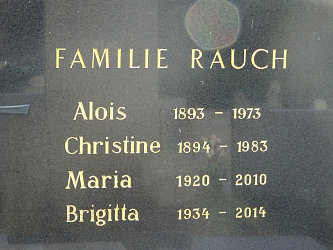 FAMILIE RAUCH
Alois 1893 - 1973
Christine 1894 - 1983
Maria 1920 - 2010
Brigitta 1934 - 2014